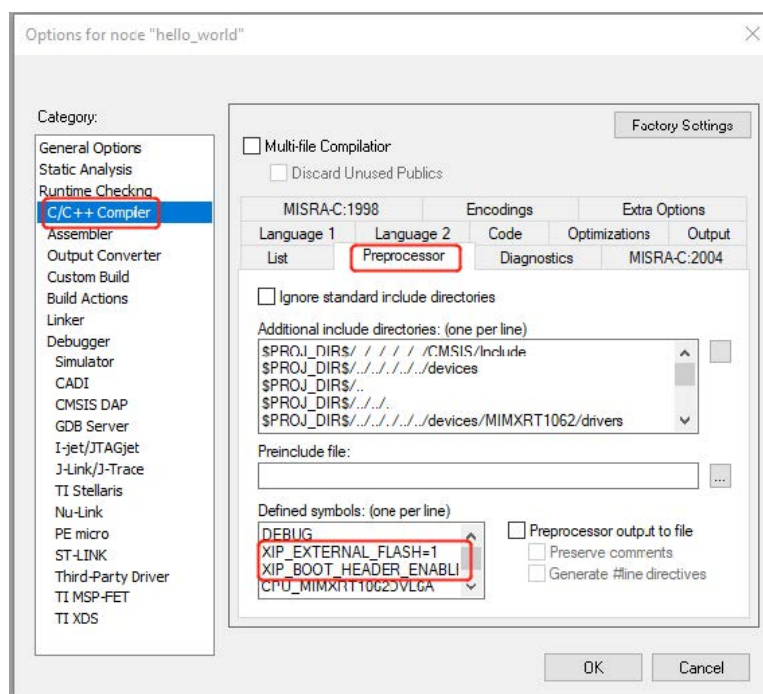 Options for node "hello_world"
Category:
General Options
Static Analysis
Runtime Checkng
C/C++ Compiler
Assembler
Output Converter
Custom Build
Build Actions
Linker
Debugger
Simulator
CADI
CMSIS DAP
GDB Server
I-jet/JTAGjet
J-Link/J-Trace
TI Stellaris
Nu-Link
PE micro
ST-LINK
Third-Party Driver
TI MSP-FET
TI XDS
Factory Settings
Multi-file Compilation
Discard Unused Publics
MISRA-C:1998 Encodings Extra Options
Language 1 Language 2 Code Optimizations Output
List Preprocessor Diagnostics MISRA-C:2004
Ignore standard include directories
Additional include directories: (one per line)
$PROJ_DIR$/../../../../../CMSIS/Include
$PROJ_DIR$/../../../../../devices
$PROJ_DIR$/..
$PROJ_DIR$/../../.
$PROJ_DIR$/../../../../../devices/MIMXRT1062/drivers
Preinclude file:
...
Defined symbols: (one per line)
DEBUG
XIP_EXTERNAL_FLASH=1
XIP_BOOT_HEADER_ENABLI
CPU_MIMXRT1062DVL6A
Preprocessor output to file
Preserve comments
Generate #line directives
OK Cancel